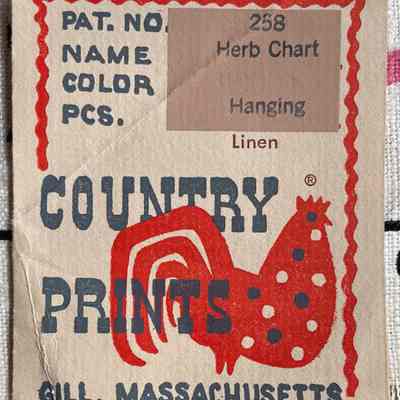 PAT. NO. 258
NAME Herb Chart
COLOR
PCS. Hanging
Linen
COUNTRY ®
PRINTS
GILL, MASSACHUSETTS